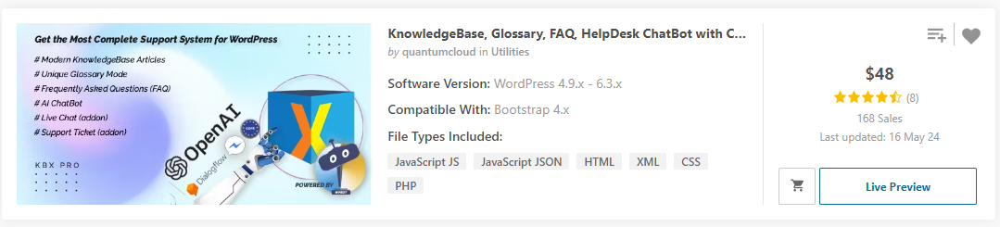 Get the Most Complete Support System for WordPress
# Modern KnowledgeBase Articles
# Unique Glossary Mode
# Frequently Asked Questions (FAQ)
# AI ChatBot
# Live Chat (addon)
# Support Ticket (addon)
OpenAI
Dialogflow
CORE
KBX PRO
POWERED BY
KnowledgeBase, Glossary, FAQ, HelpDesk ChatBot with C...
by quantumcloud in Utilities
Software Version: WordPress 4.9.x - 6.3.x
Compatible With: Bootstrap 4.x
File Types Included:
JavaScript JS JavaScript JSON HTML XML CSS
PHP
$48
(8)
168 Sales
Last updated: 16 May 24
Live Preview